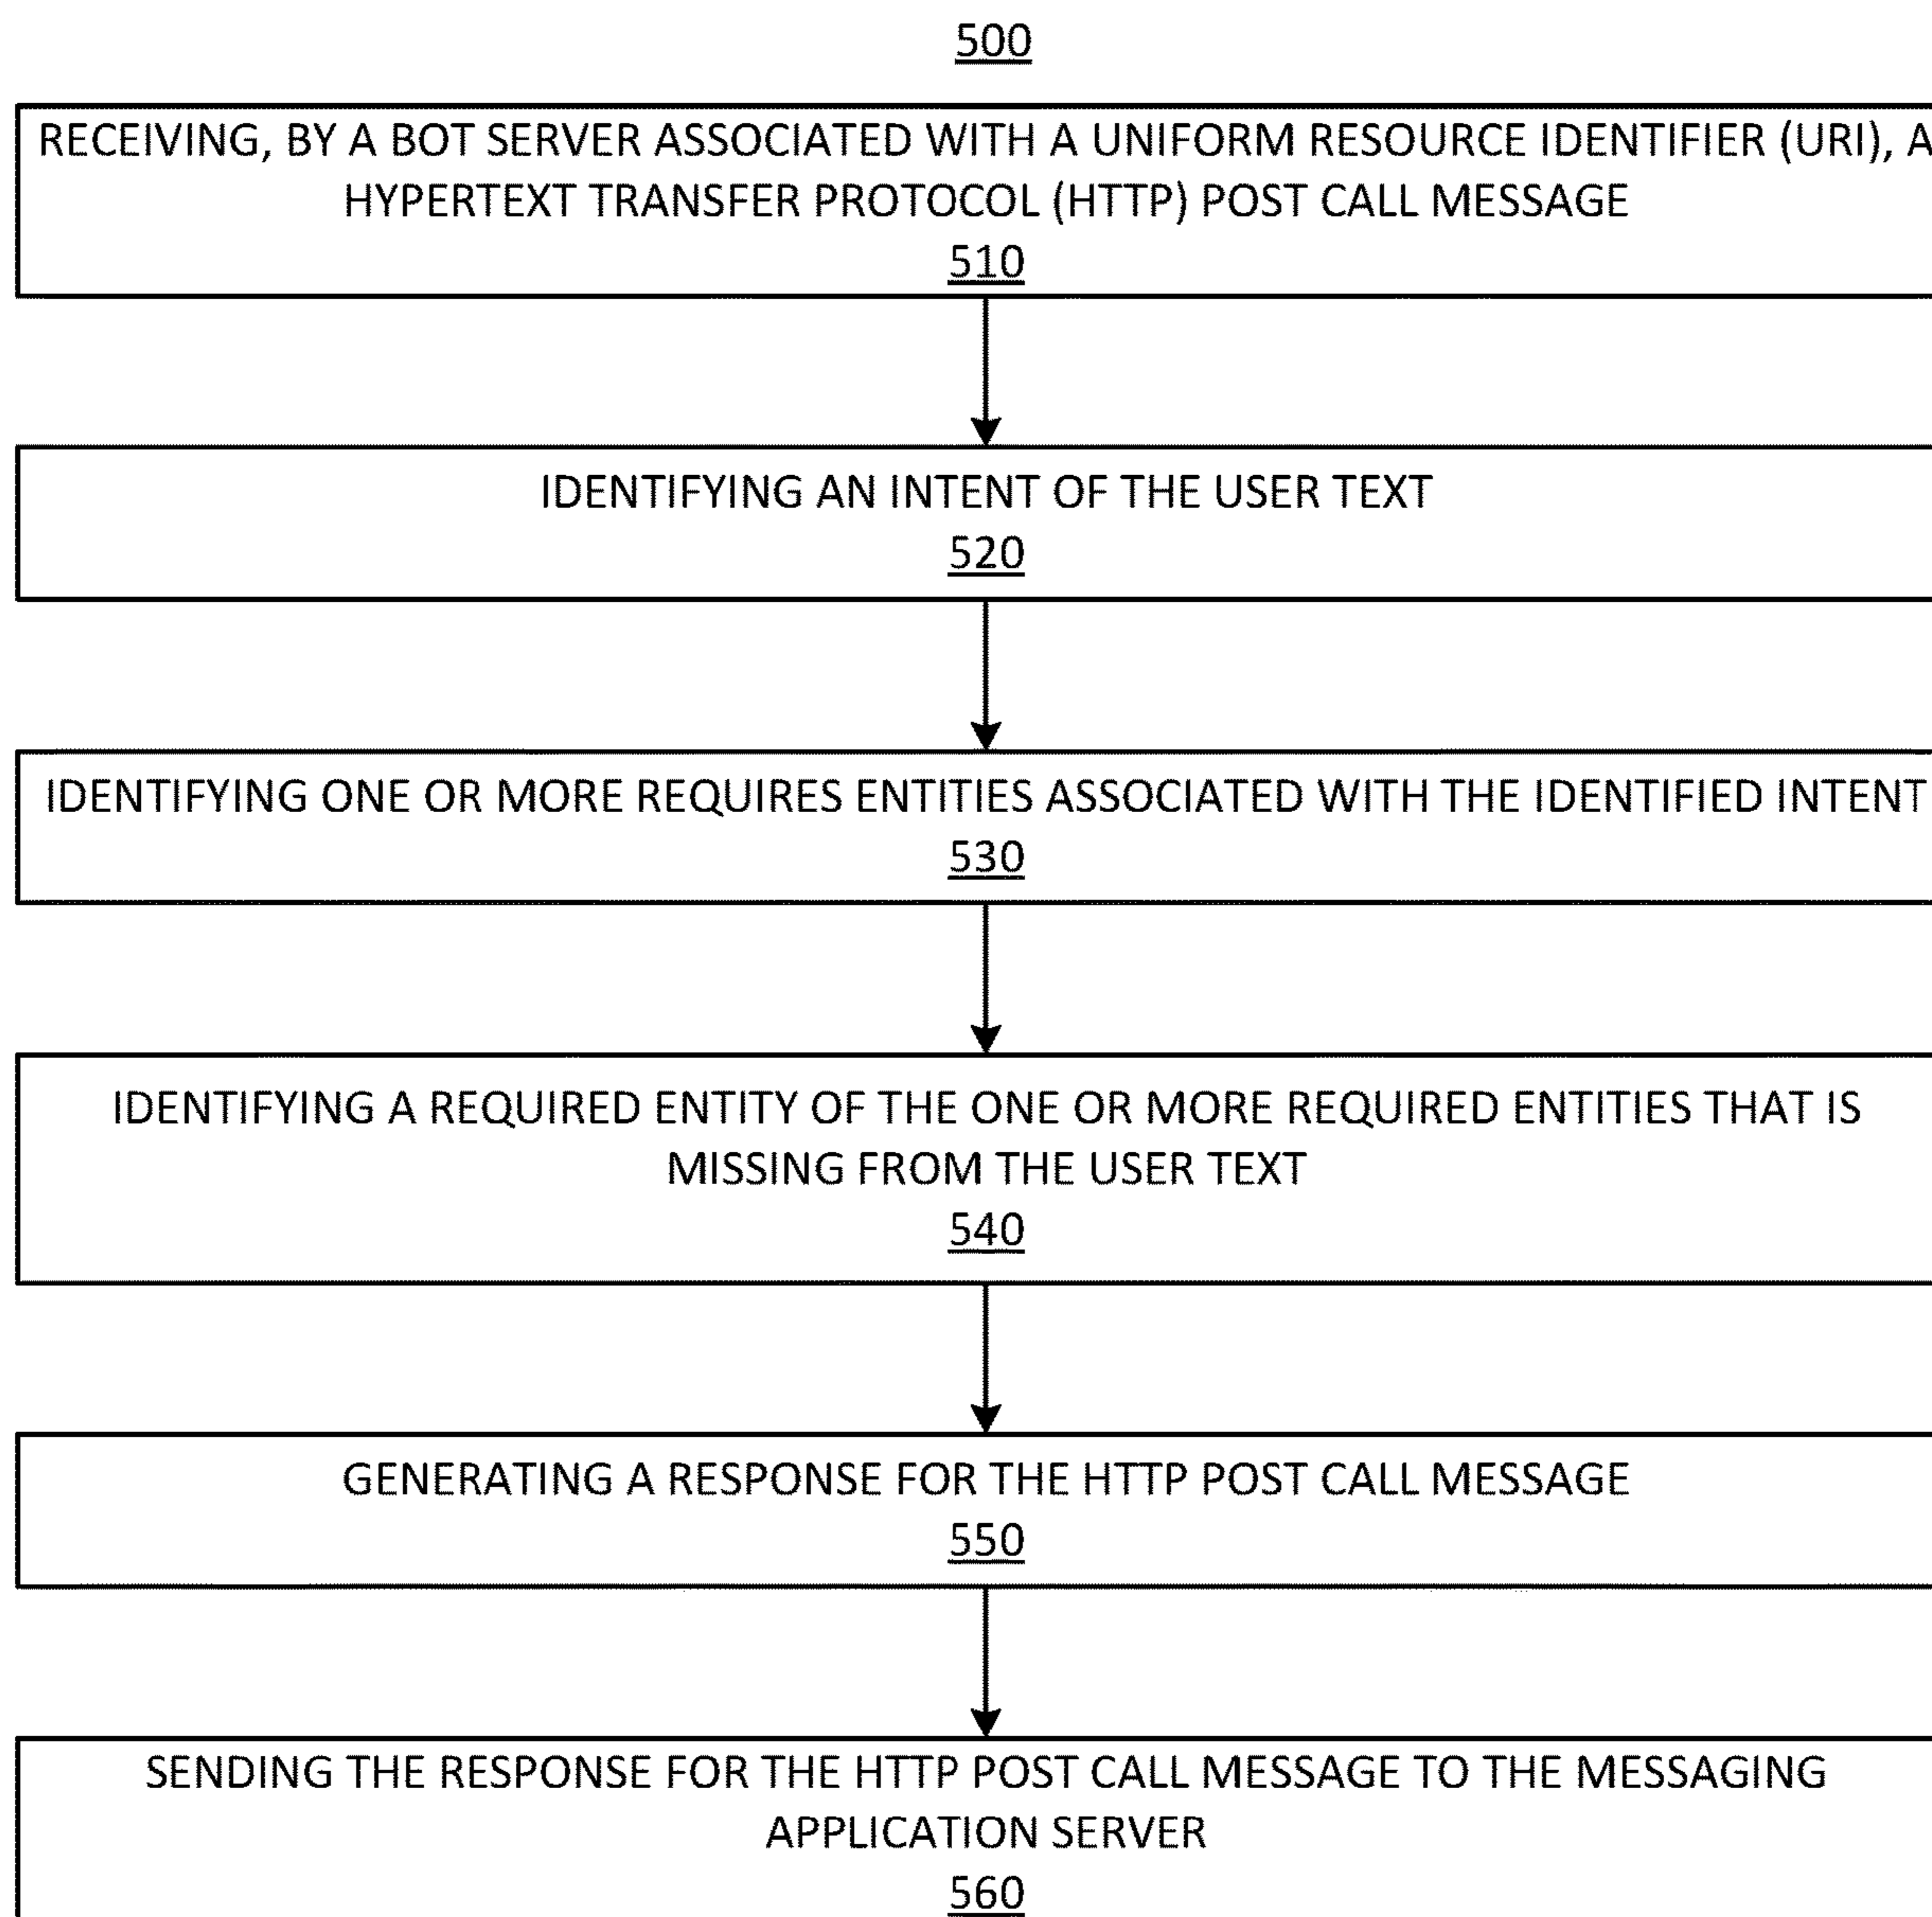 500
RECEIVING, BY A BOT SERVER ASSOCIATED WITH A UNIFORM RESOURCE IDENTIFIER (URI), A
HYPERTEXT TRANSFER PROTOCOL (HTTP) POST CALL MESSAGE
510
IDENTIFYING AN INTENT OF THE USER TEXT
520
IDENTIFYING ONE OR MORE REQUIRES ENTITIES ASSOCIATED WITH THE IDENTIFIED INTENT
530
IDENTIFYING A REQUIRED ENTITY OF THE ONE OR MORE REQUIRED ENTITIES THAT IS
MISSING FROM THE USER TEXT
540
GENERATING A RESPONSE FOR THE HTTP POST CALL MESSAGE
550
SENDING THE RESPONSE FOR THE HTTP POST CALL MESSAGE TO THE MESSAGING
APPLICATION SERVER
560